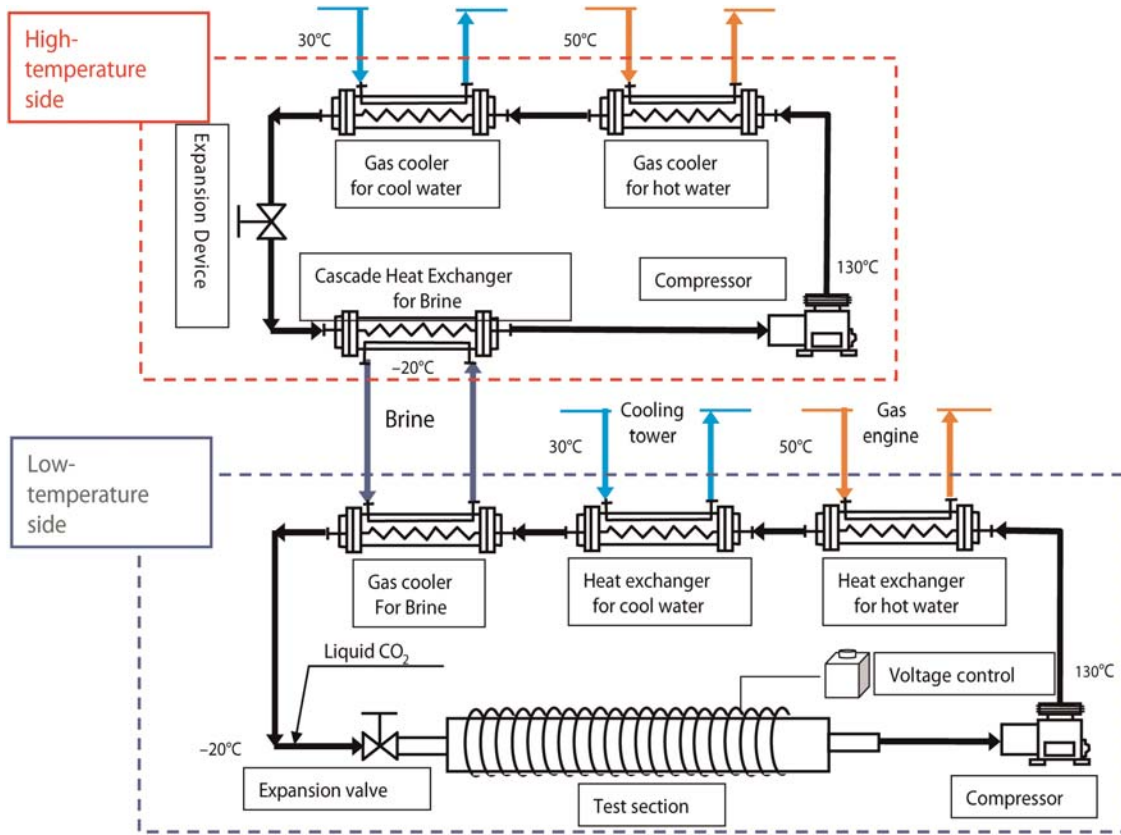 High-
temperature
side
30°C
50°C
Expansion Device
Gas cooler
for cool water
Gas cooler
for hot water
Cascade Heat Exchanger
for Brine
Compressor
130°C
–20°C
Brine
Low-
temperature
side
30°C
Cooling
tower
50°C
Gas
engine
Gas cooler
For Brine
Heat exchanger
for cool water
Heat exchanger
for hot water
Liquid CO₂
Voltage control
130°C
–20°C
Expansion valve
Test section
Compressor